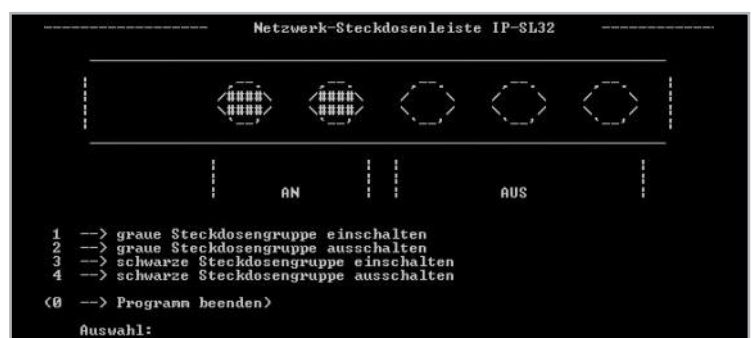 Netzwerk-Steckdosenleiste IP-SL32
AN AUS
1 --> graue Steckdosengruppe einschalten
2 --> graue Steckdosengruppe ausschalten
3 --> schwarze Steckdosengruppe einschalten
4 --> schwarze Steckdosengruppe ausschalten
(0 --> Programm beenden)
Auswahl: